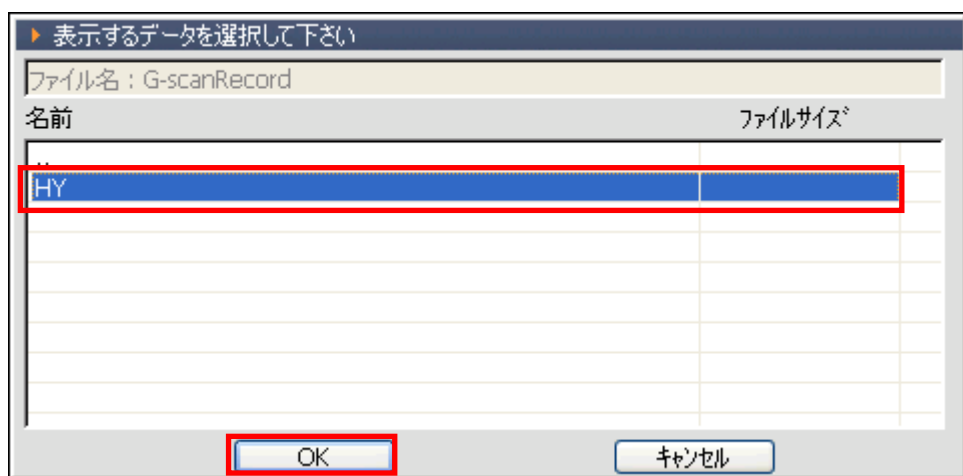 表示するデータを選択して下さい
ファイル名：G-scanRecord
名前 ファイルサイズ
..
HY
OK キャンセル